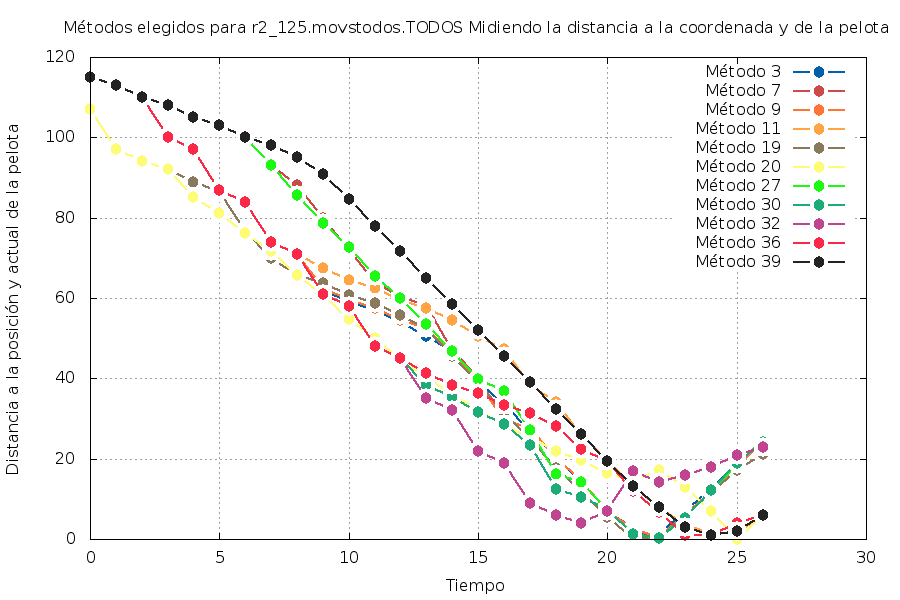 Métodos elegidos para r2_125.movstodos.TODOS Midiendo la distancia a la coordenada y de la pelota
Distancia a la posición y actual de la pelota
120
100
80
60
40
20
0
0 5 10 15 20 25 30
Tiempo
Método 3
Método 7
Método 9
Método 11
Método 19
Método 20
Método 27
Método 30
Método 32
Método 36
Método 39